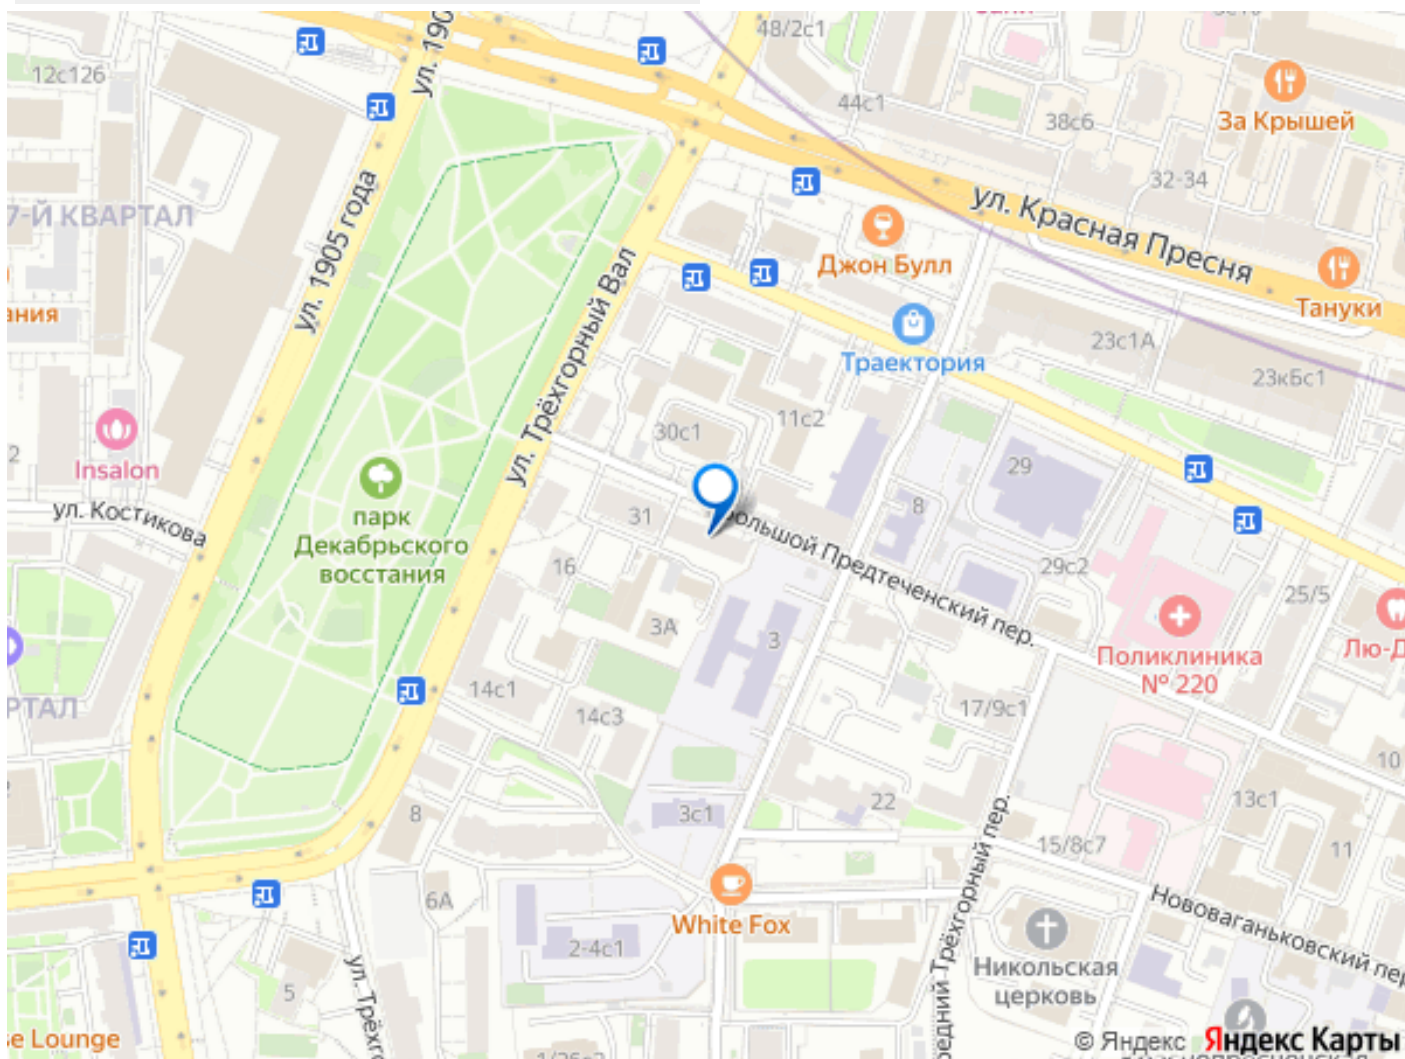 48/2с1
ул. 190
12с126
44с1
38с6
За Крышей
32-34
7-Й КВАРТАЛ
ул. 1905 года
ул. Красная Пресня
Джон Булл
Тануки
ул. Трёхгорный Вал
Траектория
23с1А
23кБс1
11с2
30с1
2
Insalon
29
ул. Костикова
парк
Декабрьского
восстания
31
8
Большой Предтеченский пер.
16
29с2
25/5
3А
3
Поликлиника
№ 220
Лю-Д
РТАЛ
14с1
14с3
17/9с1
10
8
3с1
22
13с1
15/8с7
11
6А
White Fox
Средний Трёхгорный пер.
Нововаганьковский пер
2-4с1
Никольская
церковь
5
ул. Трёхг
se Lounge
© Яндекс Яндекс Карты